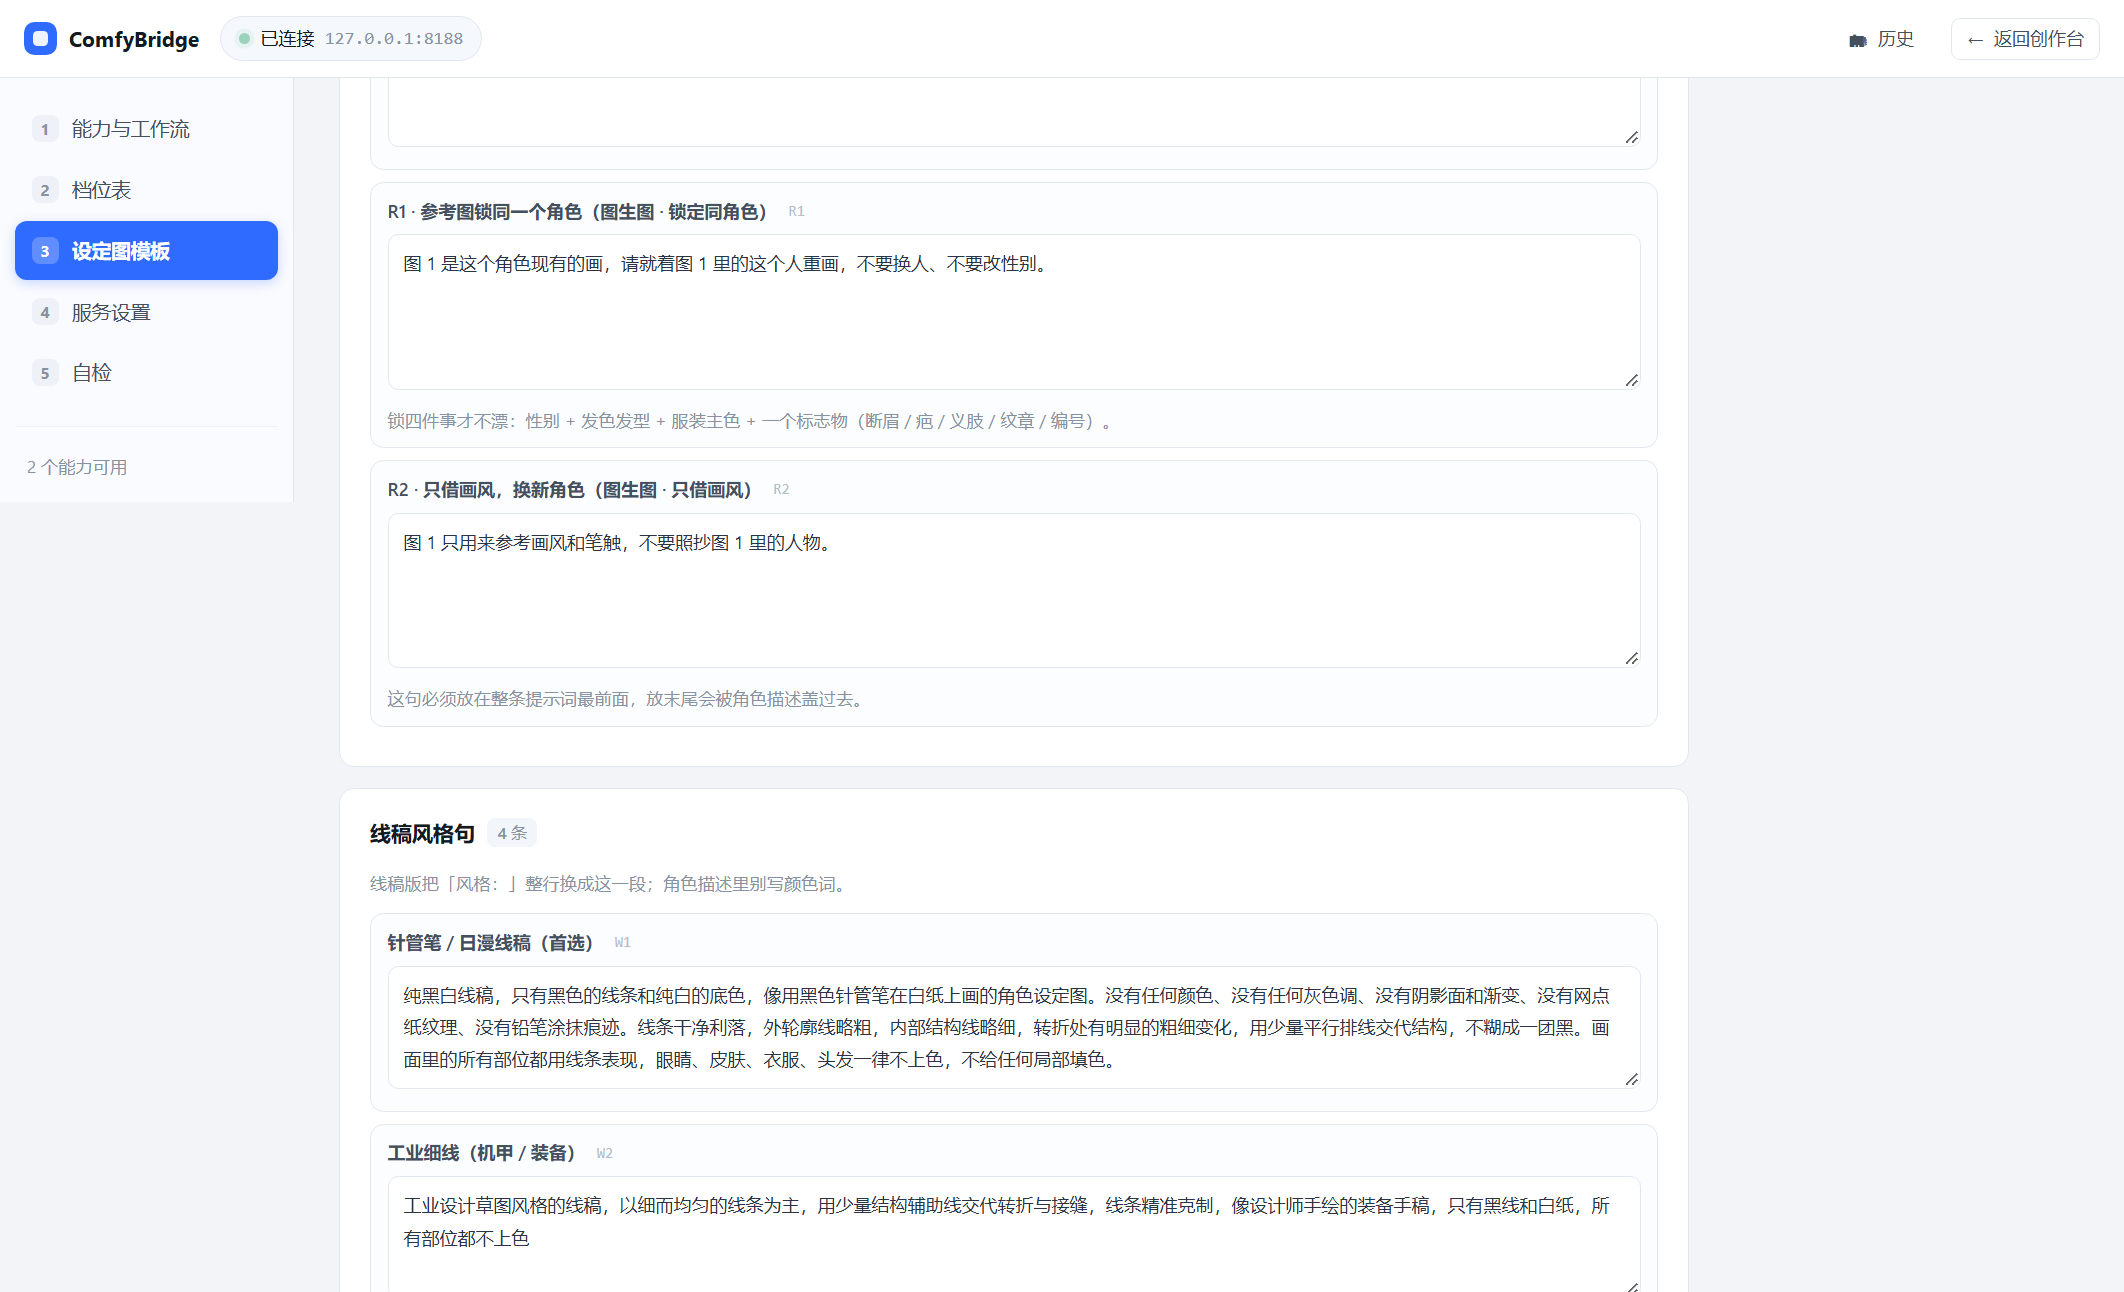 ComfyBridge
已连接 127.0.0.1:8188
历史
← 返回创作台
1 能力与工作流
2 档位表
3 设定图模板
4 服务设置
5 自检
2 个能力可用
R1 · 参考图锁同一个角色（图生图 · 锁定同角色） R1
图 1 是这个角色现有的画，请就着图 1 里的这个人重画，不要换人、不要改性别。
锁四件事才不漂：性别 + 发色发型 + 服装主色 + 一个标志物（断眉 / 疤 / 义肢 / 纹章 / 编号）。
R2 · 只借画风，换新角色（图生图 · 只借画风） R2
图 1 只用来参考画风和笔触，不要照抄图 1 里的人物。
这句必须放在整条提示词最前面，放末尾会被角色描述盖过去。
线稿风格句 4 条
线稿版把「风格：」整行换成这一段；角色描述里别写颜色词。
针管笔 / 日漫线稿（首选） W1
纯黑白线稿，只有黑色的线条和纯白的底色，像用黑色针管笔在白纸上画的角色设定图。没有任何颜色、没有任何灰色调、没有阴影面和渐变、没有网点
纸纹理、没有铅笔涂抹痕迹。线条干净利落，外轮廓线略粗，内部结构线略细，转折处有明显的粗细变化，用少量平行排线交代结构，不糊成一团黑。画
面里的所有部位都用线条表现，眼睛、皮肤、衣服、头发一律不上色，不给任何局部填色。
工业细线（机甲 / 装备） W2
工业设计草图风格的线稿，以细而均匀的线条为主，用少量结构辅助线交代转折与接缝，线条精准克制，像设计师手绘的装备手稿，只有黑线和白纸，所
有部位都不上色